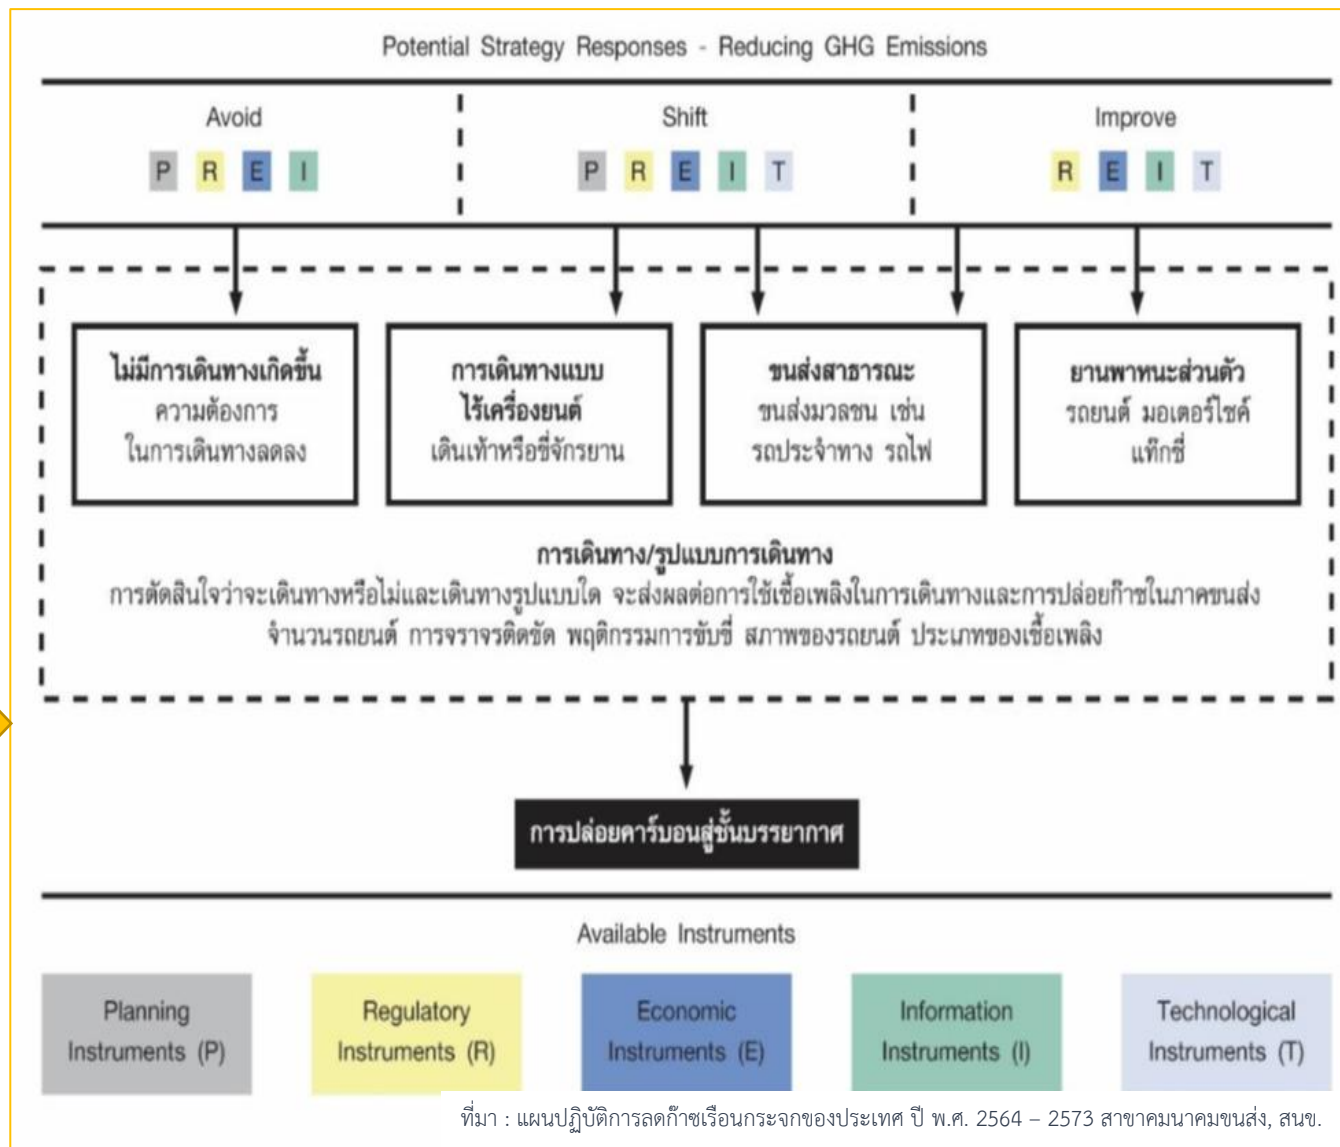 Potential Strategy Responses - Reducing GHG Emissions
Avoid
P R E I
Shift
P R E I T
Improve
R E I T
ไม่มีการเดินทางเกิดขึ้น
ความต้องการ
ในการเดินทางลดลง
การเดินทางแบบ
ไร้เครื่องยนต์
เดินเท้าหรือขี่จักรยาน
ขนส่งสาธารณะ
ขนส่งมวลชน เช่น
รถประจำทาง รถไฟ
ยานพาหนะส่วนตัว
รถยนต์ มอเตอร์ไซค์
แท๊กซี่
การเดินทาง/รูปแบบการเดินทาง
การตัดสินใจว่าจะเดินทางหรือไม่และเดินทางรูปแบบใด จะส่งผลต่อการใช้เชื้อเพลิงในการเดินทางและการปล่อยก๊าซในภาคขนส่ง
จำนวนรถยนต์ การจราจรติดขัด พฤติกรรมการขับขี่ สภาพของรถยนต์ ประเภทของเชื้อเพลิง
การปล่อยคาร์บอนสู่ชั้นบรรยากาศ
Available Instruments
Planning
Instruments (P)
Regulatory
Instruments (R)
Economic
Instruments (E)
Information
Instruments (I)
Technological
Instruments (T)
ที่มา : แผนปฏิบัติการลดก๊าซเรือนกระจกของประเทศ ปี พ.ศ. 2564 – 2573 สาขาคมนาคมขนส่ง, สนข.